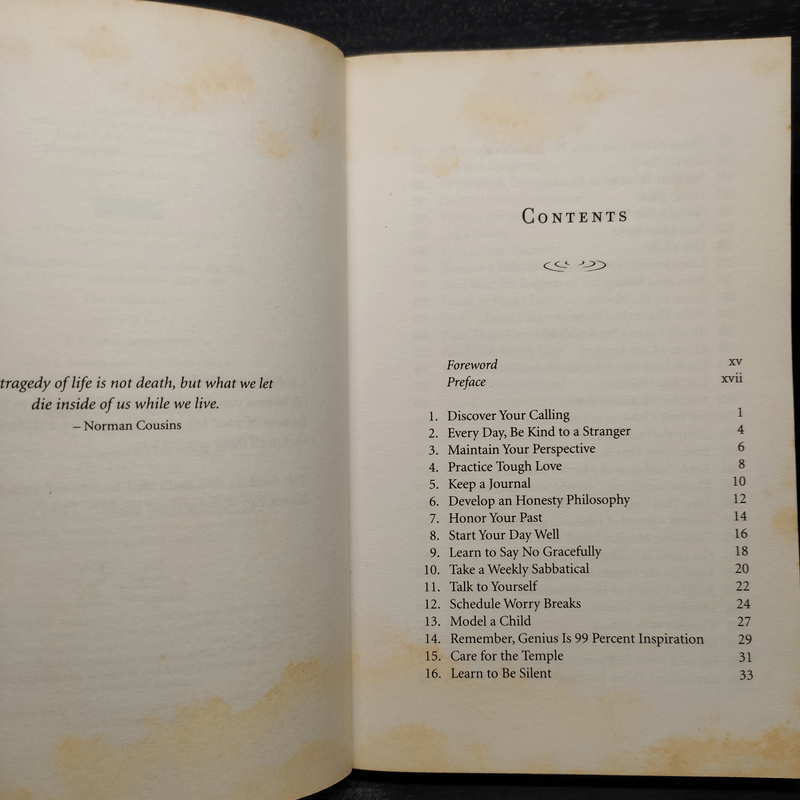 tragedy of life is not death, but what we let
die inside of us while we live.
– Norman Cousins
CONTENTS
Foreword xv
Preface xvii
1. Discover Your Calling 1
2. Every Day, Be Kind to a Stranger 4
3. Maintain Your Perspective 6
4. Practice Tough Love 8
5. Keep a Journal 10
6. Develop an Honesty Philosophy 12
7. Honor Your Past 14
8. Start Your Day Well 16
9. Learn to Say No Gracefully 18
10. Take a Weekly Sabbatical 20
11. Talk to Yourself 22
12. Schedule Worry Breaks 24
13. Model a Child 27
14. Remember, Genius Is 99 Percent Inspiration 29
15. Care for the Temple 31
16. Learn to Be Silent 33